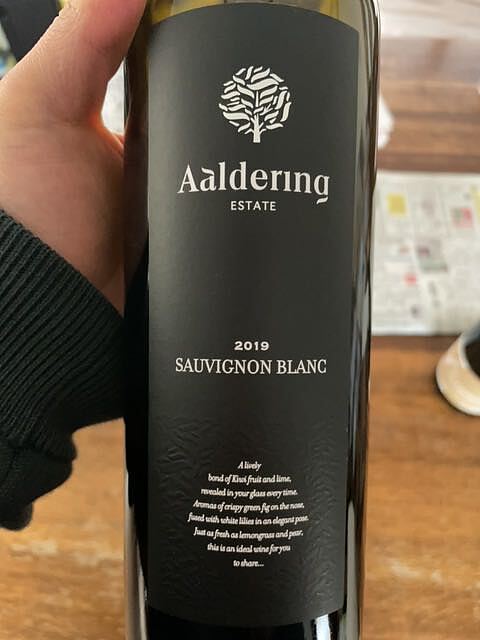 Aaldering
ESTATE
2019
SAUVIGNON BLANC
A lively
bond of Kiwi fruit and lime,
revealed in your glass every time.
Aromas of crispy green fig on the nose,
fused with white lilies in an elegant pose.
Just as fresh as lemongrass and pear,
this is an ideal wine for you
to share...